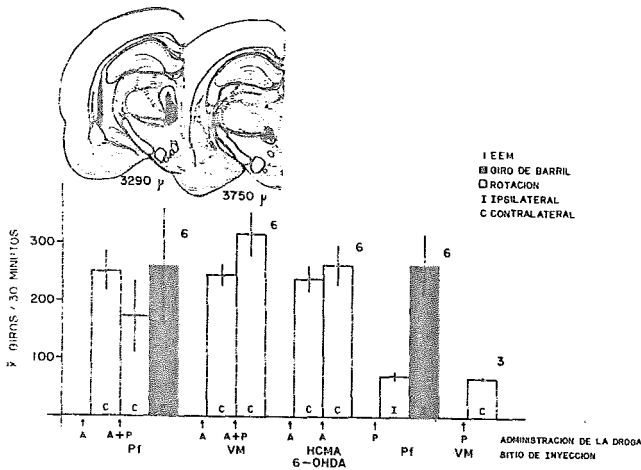 3290 μ
3750 μ
I EEM
GIRO DE BARRIL
ROTACION
I IPSILATERAL
C CONTRALATERAL
x̄ GIROS / 30 MINUTOS
300
200
100
6
6
6
6
3
C C C C C C I C
A A+P A A+P A A P P ADMINISTRACION DE LA DROGA
Pf VM HCMA Pf VM SITIO DE INYECCION
6-OHDA